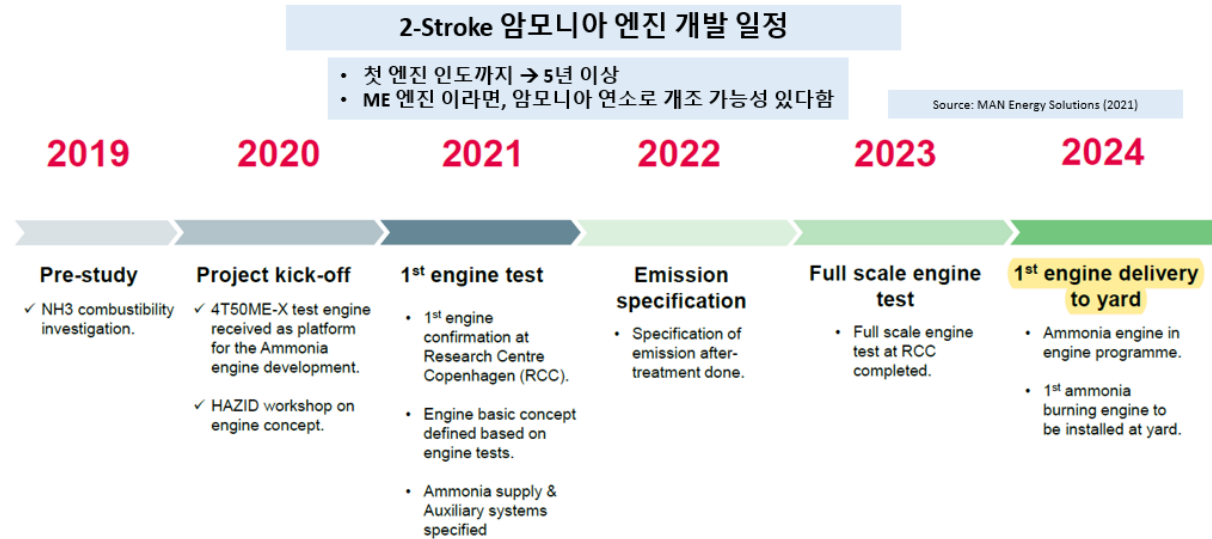 2-Stroke 암모니아 엔진 개발 일정
• 첫 엔진 인도까지 → 5년 이상
• ME 엔진 이라면, 암모니아 연소로 개조 가능성 있다함
Source: MAN Energy Solutions (2021)
2019
2020
2021
2022
2023
2024
Pre-study
✓ NH3 combustibility
investigation.
Project kick-off
✓ 4T50ME-X test engine
received as platform
for the Ammonia
engine development.
✓ HAZID workshop on
engine concept.
1st engine test
• 1st engine
confirmation at
Research Centre
Copenhagen (RCC).
• Engine basic concept
defined based on
engine tests.
• Ammonia supply &
Auxiliary systems
specified
Emission
specification
• Specification of
emission after-
treatment done.
Full scale engine
test
• Full scale engine
test at RCC
completed.
1st engine delivery
to yard
• Ammonia engine in
engine programme.
• 1st ammonia
burning engine to
be installed at yard.